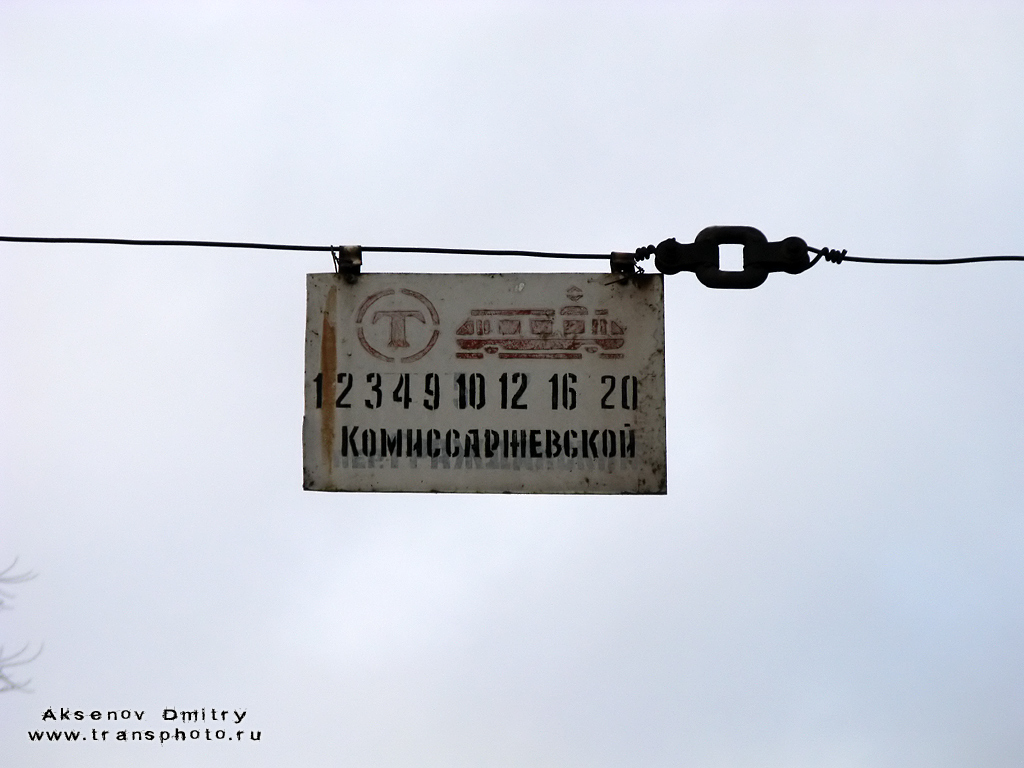 Т
1 2 3 4 9 10 12 16 20
КОМИССАРЖЕВСКОЙ
Aksenov Dmitry
www.transphoto.ru